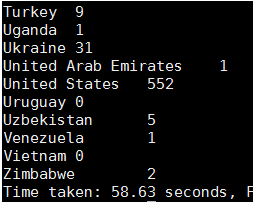 Turkey 9
Uganda 1
Ukraine 31
United Arab Emirates 1
United States 552
Uruguay 0
Uzbekistan 5
Venezuela 1
Vietnam 0
Zimbabwe 2
Time taken: 58.63 seconds, F